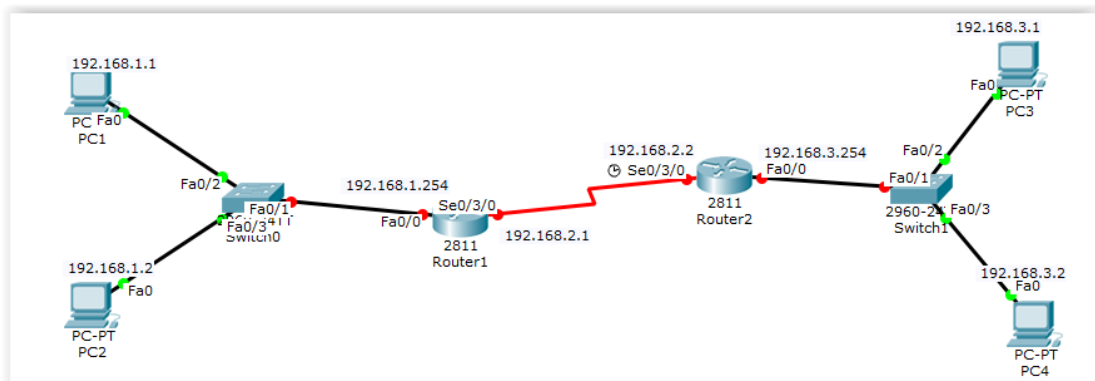 192.168.1.1
Fa0
PC
PC1
Fa0/2
Fa0/1
Fa0/3
Switch0
192.168.1.2
Fa0
PC-PT
PC2
192.168.1.254
Fa0/0
Se0/3/0
2811
Router1
192.168.2.1
192.168.2.2
Se0/3/0
2811
Router2
192.168.3.254
Fa0/0
Fa0/1
Fa0/2
Fa0/3
Switch1
192.168.3.1
Fa0
PC-PT
PC3
192.168.3.2
Fa0
PC-PT
PC4